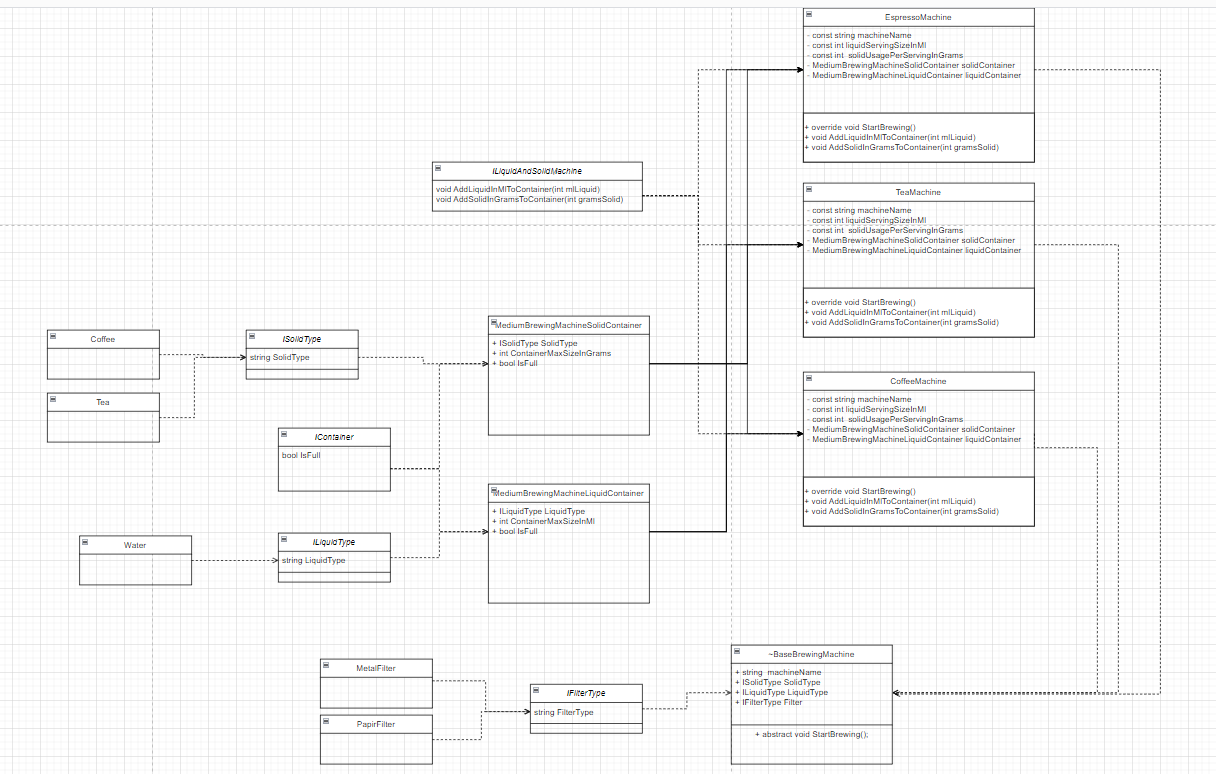 EspressoMachine
- const string machineName
- const int liquidServingSizeInMl
- const int  solidUsagePerServingInGrams
- MediumBrewingMachineSolidContainer solidContainer
- MediumBrewingMachineLiquidContainer liquidContainer
+ override void StartBrewing()
+ void AddLiquidInMlToContainer(int mlLiquid)
+ void AddSolidInGramsToContainer(int gramsSolid)
ILiquidAndSolidMachine
void AddLiquidInMlToContainer(int mlLiquid)
void AddSolidInGramsToContainer(int gramsSolid)
TeaMachine
- const string machineName
- const int liquidServingSizeInMl
- const int  solidUsagePerServingInGrams
- MediumBrewingMachineSolidContainer solidContainer
- MediumBrewingMachineLiquidContainer liquidContainer
+ override void StartBrewing()
+ void AddLiquidInMlToContainer(int mlLiquid)
+ void AddSolidInGramsToContainer(int gramsSolid)
Coffee
ISolidType
string SolidType
Tea
MediumBrewingMachineSolidContainer
+ ISolidType SolidType
+ int ContainerMaxSizeInGrams
+ bool IsFull
CoffeeMachine
- const string machineName
- const int liquidServingSizeInMl
- const int  solidUsagePerServingInGrams
- MediumBrewingMachineSolidContainer solidContainer
- MediumBrewingMachineLiquidContainer liquidContainer
+ override void StartBrewing()
+ void AddLiquidInMlToContainer(int mlLiquid)
+ void AddSolidInGramsToContainer(int gramsSolid)
IContainer
bool IsFull
MediumBrewingMachineLiquidContainer
+ ILiquidType LiquidType
+ int ContainerMaxSizeInMl
+ bool IsFull
Water
ILiquidType
string LiquidType
MetalFilter
PapirFilter
IFilterType
string FilterType
~BaseBrewingMachine
+ string  machineName
+ ISolidType SolidType
+ ILiquidType LiquidType
+ IFilterType Filter
+ abstract void StartBrewing();